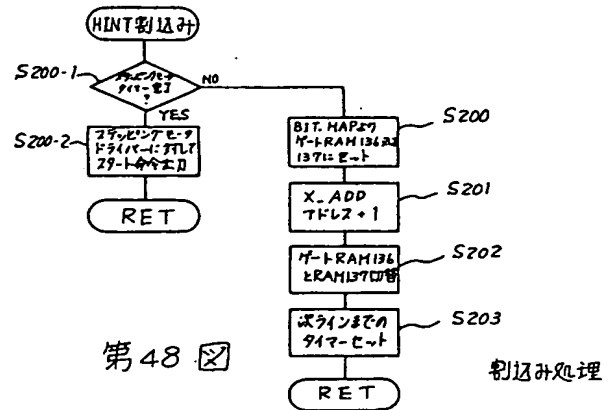 HINT割込み
S200-1
ステッピングモータ
タイマー完了
?
NO
YES
S200-2
ステッピングモータ
ドライバーに対して
スタート命令出力
RET
S200
BIT.MAPより
ゲートRAM136又は
137にセット
S201
X_ADD
アドレス+1
S202
ゲートRAM136
とRAM137切替
S203
次ラインまでの
タイマーセット
RET
第48図
割込み処理